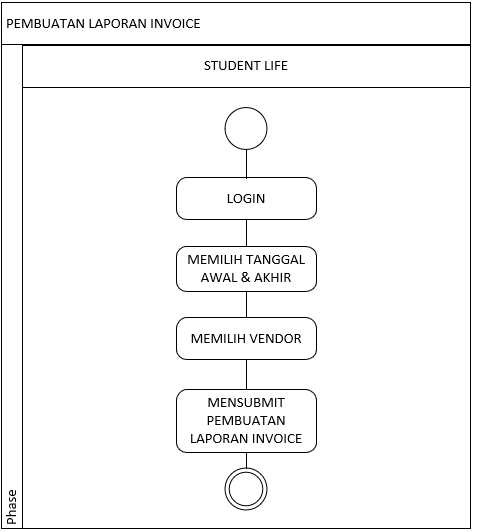 PEMBUATAN LAPORAN INVOICE
STUDENT LIFE
LOGIN
MEMILIH TANGGAL
AWAL & AKHIR
MEMILIH VENDOR
MENSUBMIT
PEMBUATAN
LAPORAN INVOICE
Phase